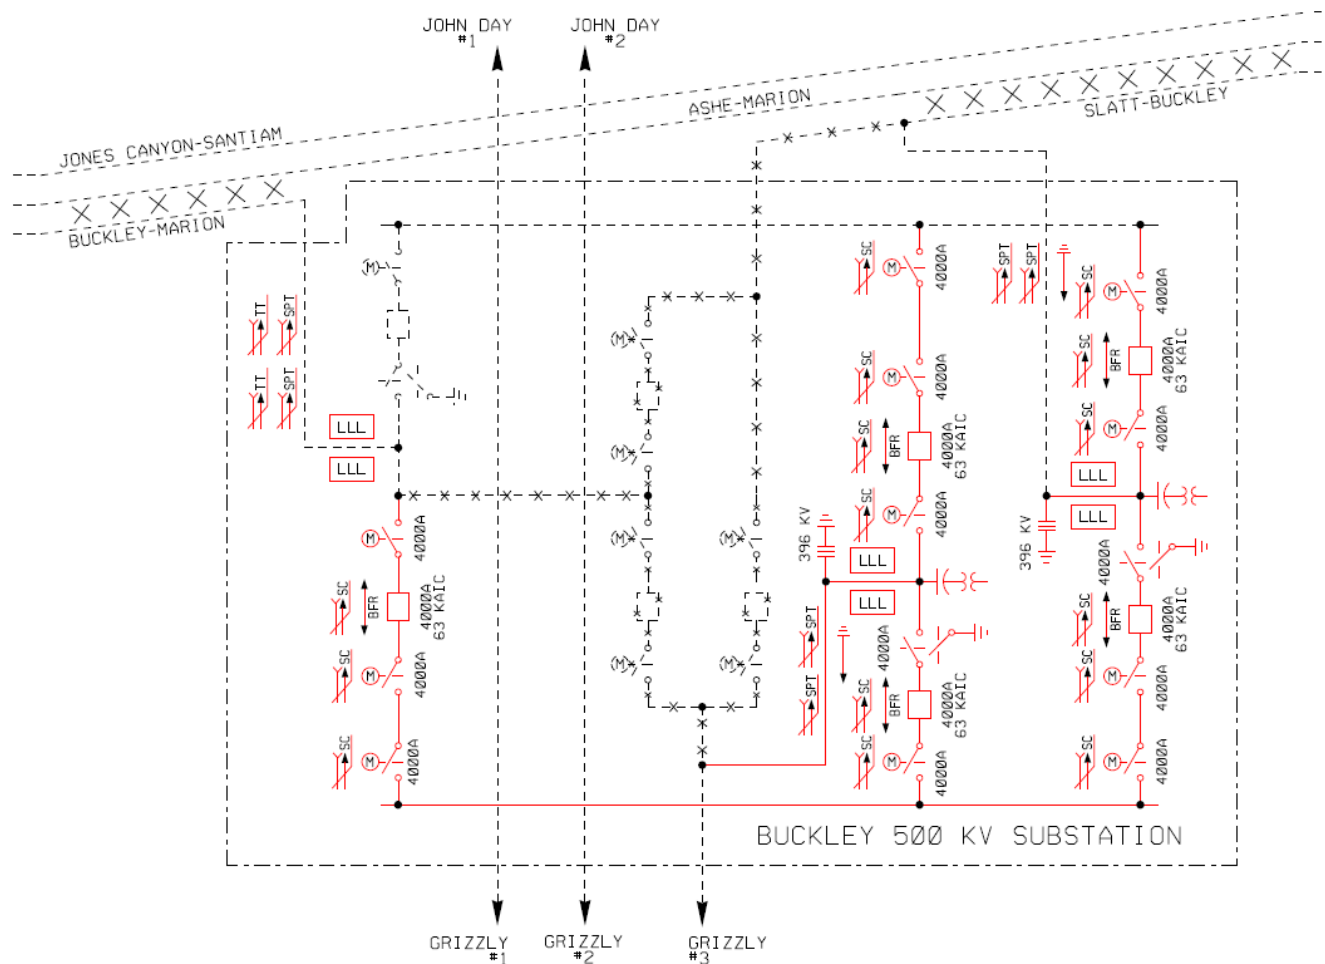 JOHN DAY
#1
JOHN DAY
#2
JONES CANYON-SANTIAM
ASHE-MARION
SLATT-BUCKLEY
BUCKLEY-MARION
M
TT
SPT
TT
SPT
LLL
LLL
M
4000A
SC
BFR
4000A
63 KAIC
SC
M
4000A
SC
M
4000A
M
M
M
M
M
M
SC
M
4000A
SC
M
4000A
SC
BFR
4000A
63 KAIC
SC
M
4000A
396 KV
LLL
LLL
SPT
SPT
4000A
SC
BFR
4000A
63 KAIC
SC
M
4000A
SPT
SPT
SC
M
4000A
SC
BFR
4000A
63 KAIC
SC
M
4000A
LLL
LLL
396 KV
4000A
SC
BFR
4000A
63 KAIC
SC
M
4000A
SC
M
4000A
BUCKLEY 500 KV SUBSTATION
GRIZZLY
#1
GRIZZLY
#2
GRIZZLY
#3